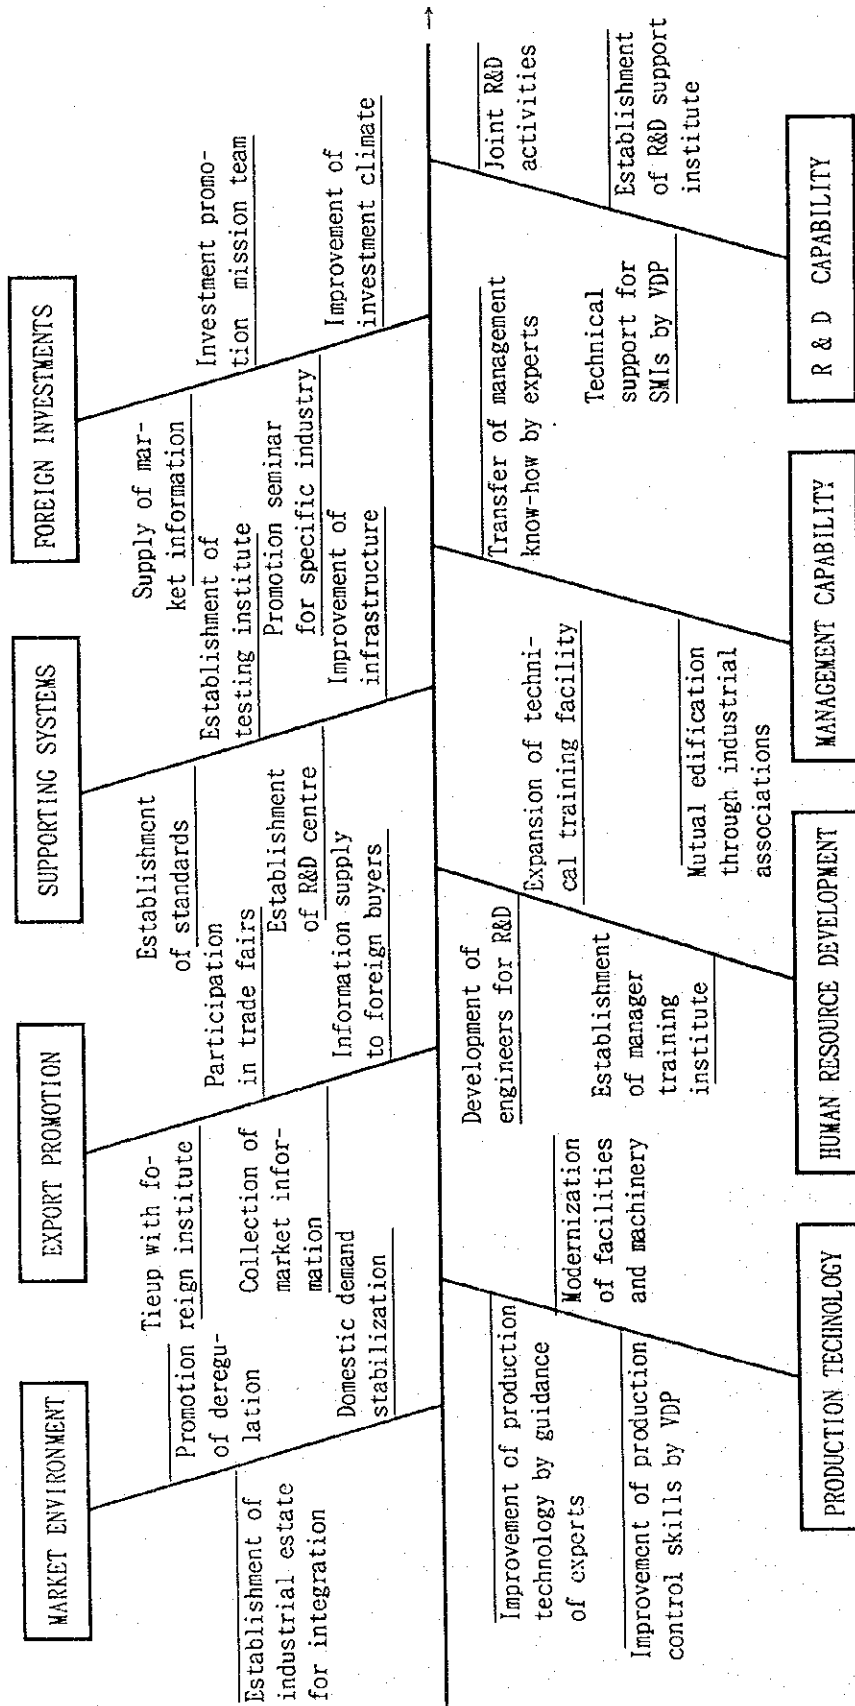 MARKET ENVIRONMENT
EXPORT PROMOTION
SUPPORTING SYSTEMS
FOREIGN INVESTMENTS
Establishment of
industrial estate
for integration
Promotion
of deregu-
lation
Domestic demand
stabilization
Tieup with fo-
reign institute
Collection of
market infor-
mation
Participation
in trade fairs
Information supply
to foreign buyers
Establishment
of standards
Establishment
of R&D centre
Establishment of
testing institute
Improvement of
infrastructure
Supply of mar-
ket information
Promotion seminar
for specific industry
Investment promo-
tion mission team
Improvement of
investment climate
Improvement of production
technology by guidance
of experts
Improvement of production
control skills by VDP
Modernization
of facilities
and machinery
Development of
engineers for R&D
Establishment
of manager
training
institute
Expansion of techni-
cal training facility
Mutual edification
through industrial
associations
Transfer of management
know-how by experts
Technical
support for
SMIs by VDP
Joint R&D
activities
Establishment
of R&D support
institute
PRODUCTION TECHNOLOGY
HUMAN RESOURCE DEVELOPMENT
MANAGEMENT CAPABILITY
R & D CAPABILITY